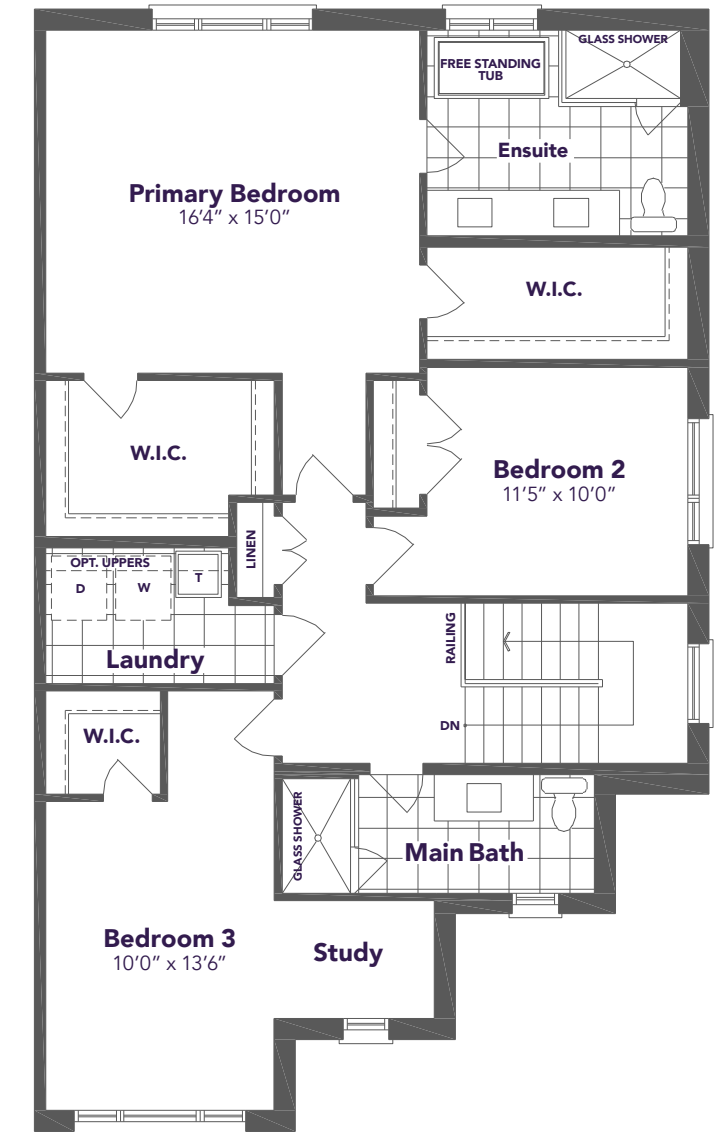 GLASS SHOWER
FREE STANDING
TUB
Ensuite
Primary Bedroom
16’4” x 15’0”
W.I.C.
W.I.C.
Bedroom 2
11’5” x 10’0”
LINEN
OPT. UPPERS
D
W
T
Laundry
RAILING
DN
W.I.C.
GLASS SHOWER
Main Bath
Bedroom 3
10’0” x 13’6”
Study